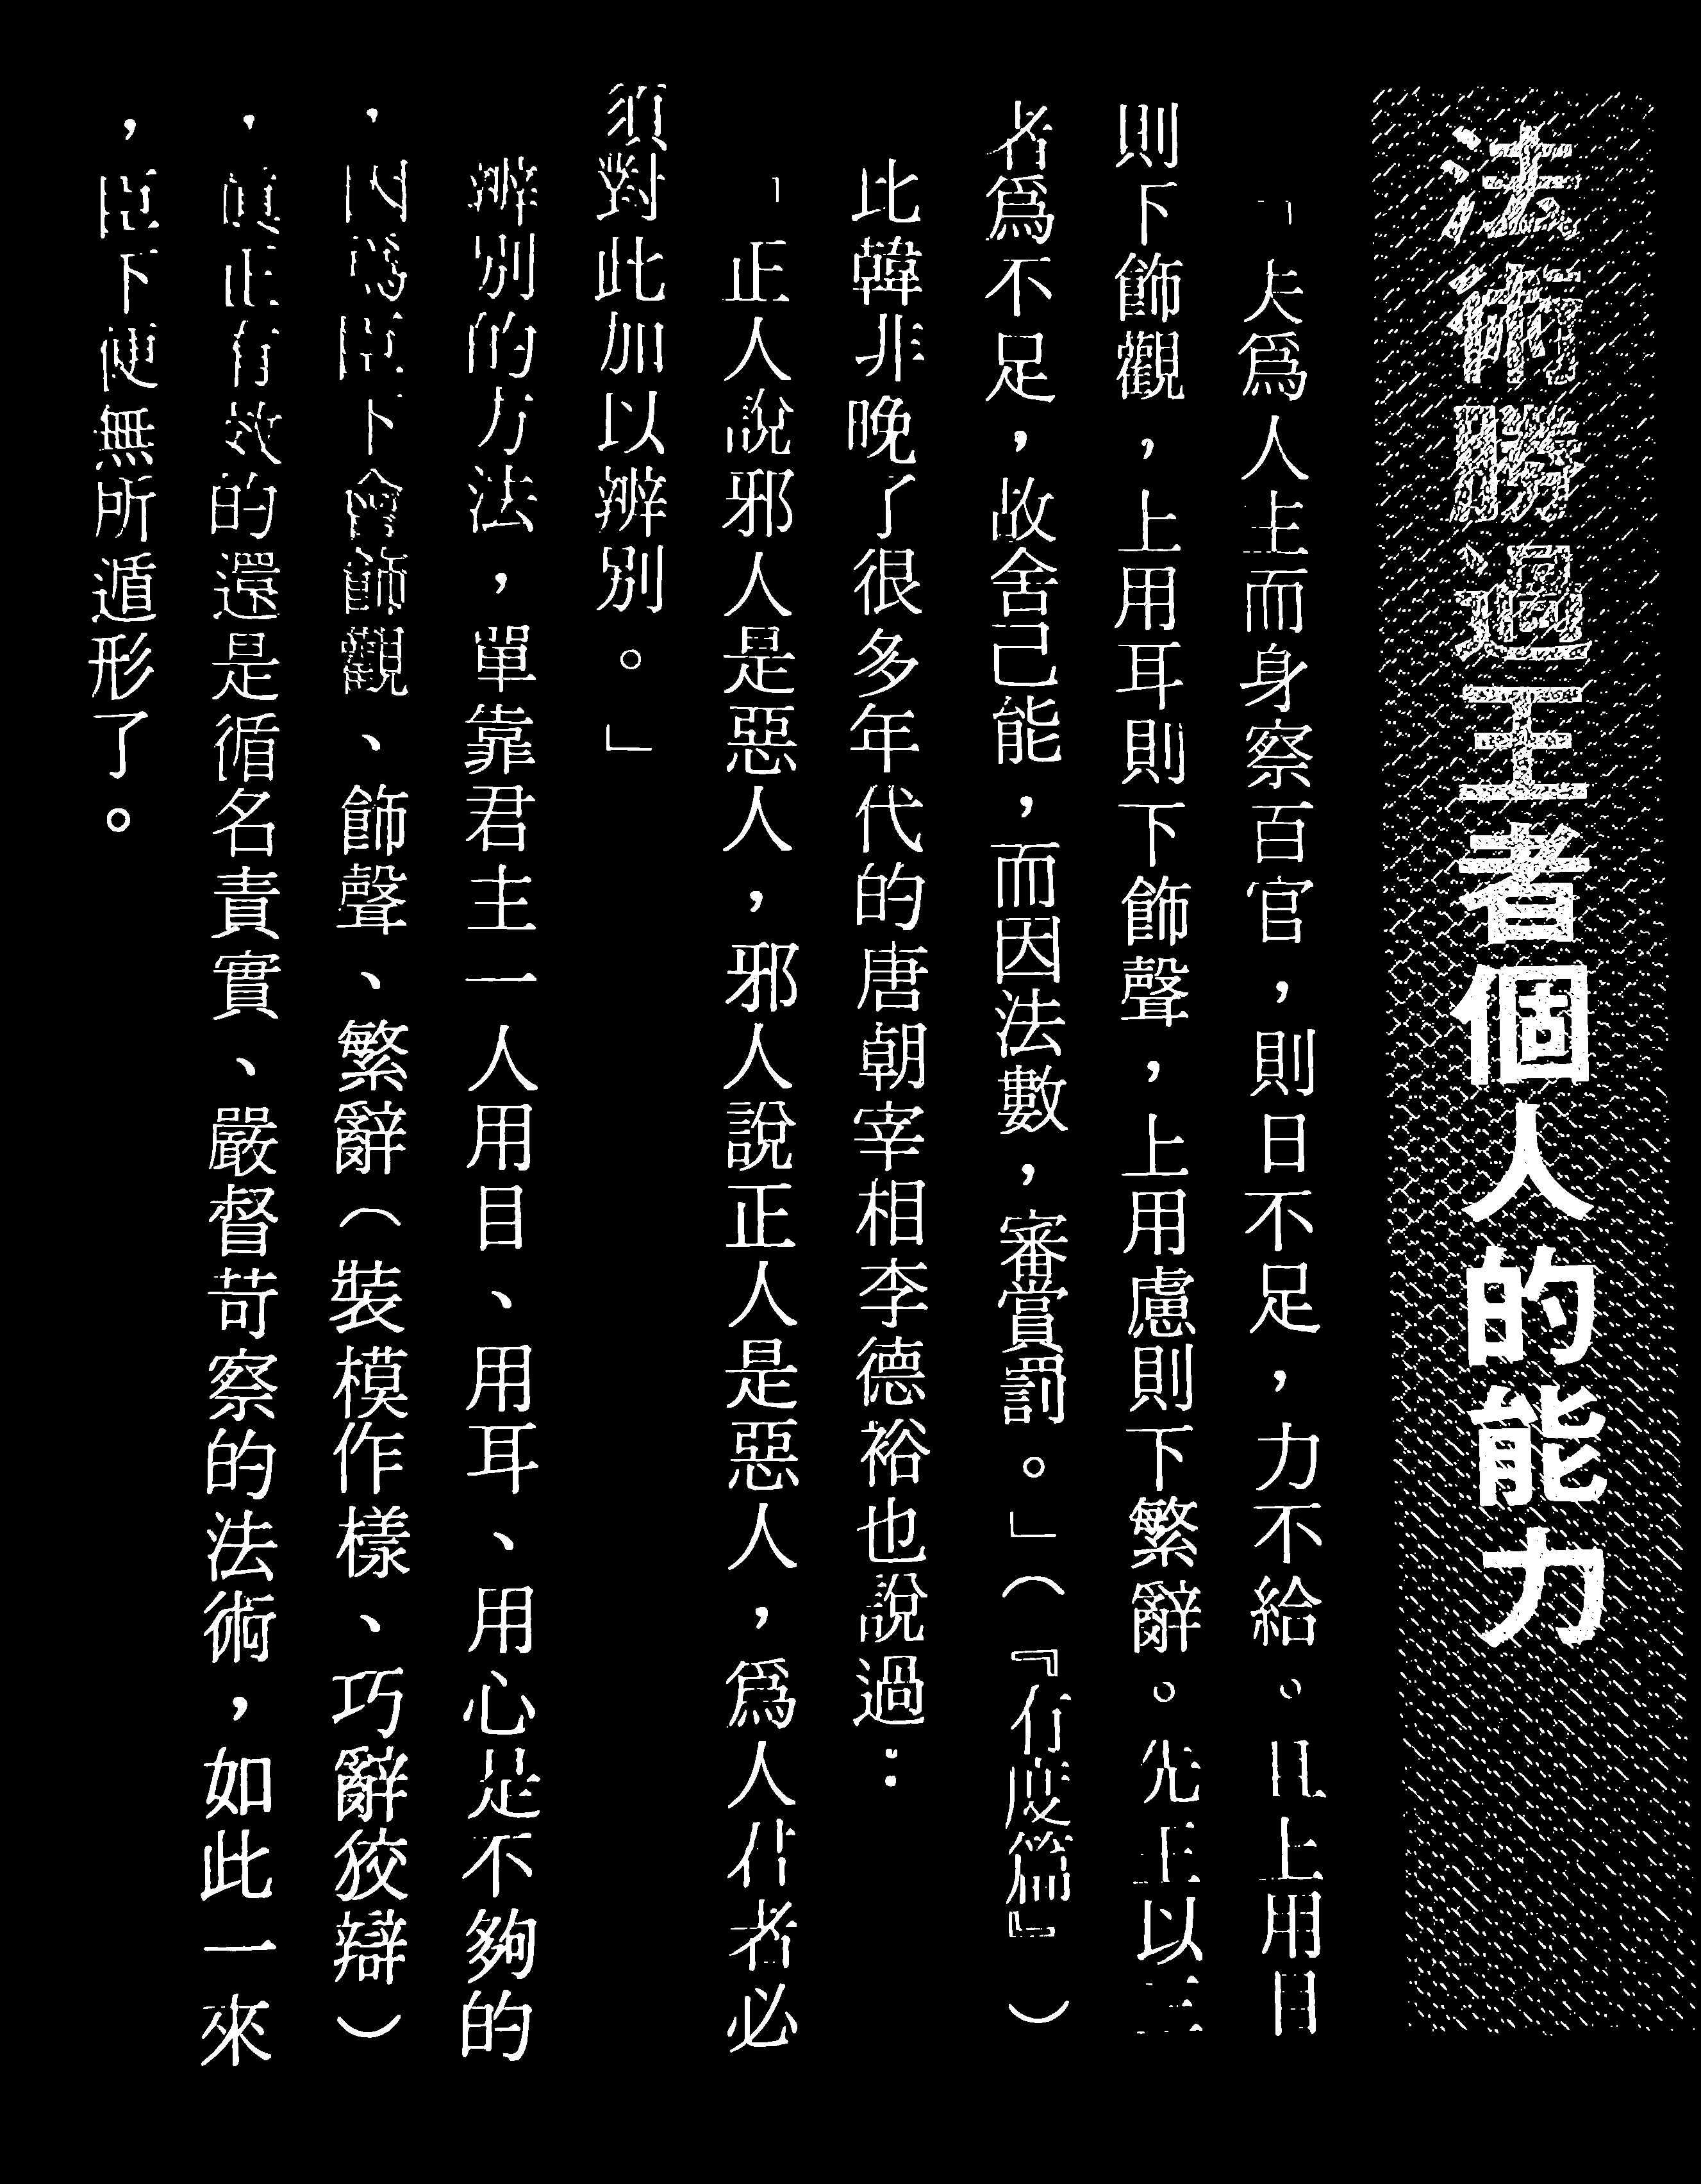 法術勝過王者個人的能力
「夫爲人主而身察百官，則日不足，力不給。且上用目
則下飾觀，上用耳則下飾聲，上用慮則下繁辭。先王以三
者爲不足，故舍己能，而因法數，審賞罰。」（『有度篇』）
比韓非晚了很多年代的唐朝宰相李德裕也說過：
「正人說邪人是惡人，邪人說正人是惡人，爲人君者必
須對此加以辨別。」
辨別的方法，單靠君主一人用目、用耳、用心是不夠的
，因爲臣下會飾觀、飾聲、繁辭（裝模作樣、巧辭狡辯）
，眞正有效的還是循名責實、嚴督苛察的法術，如此一來
，臣下便無所遁形了。